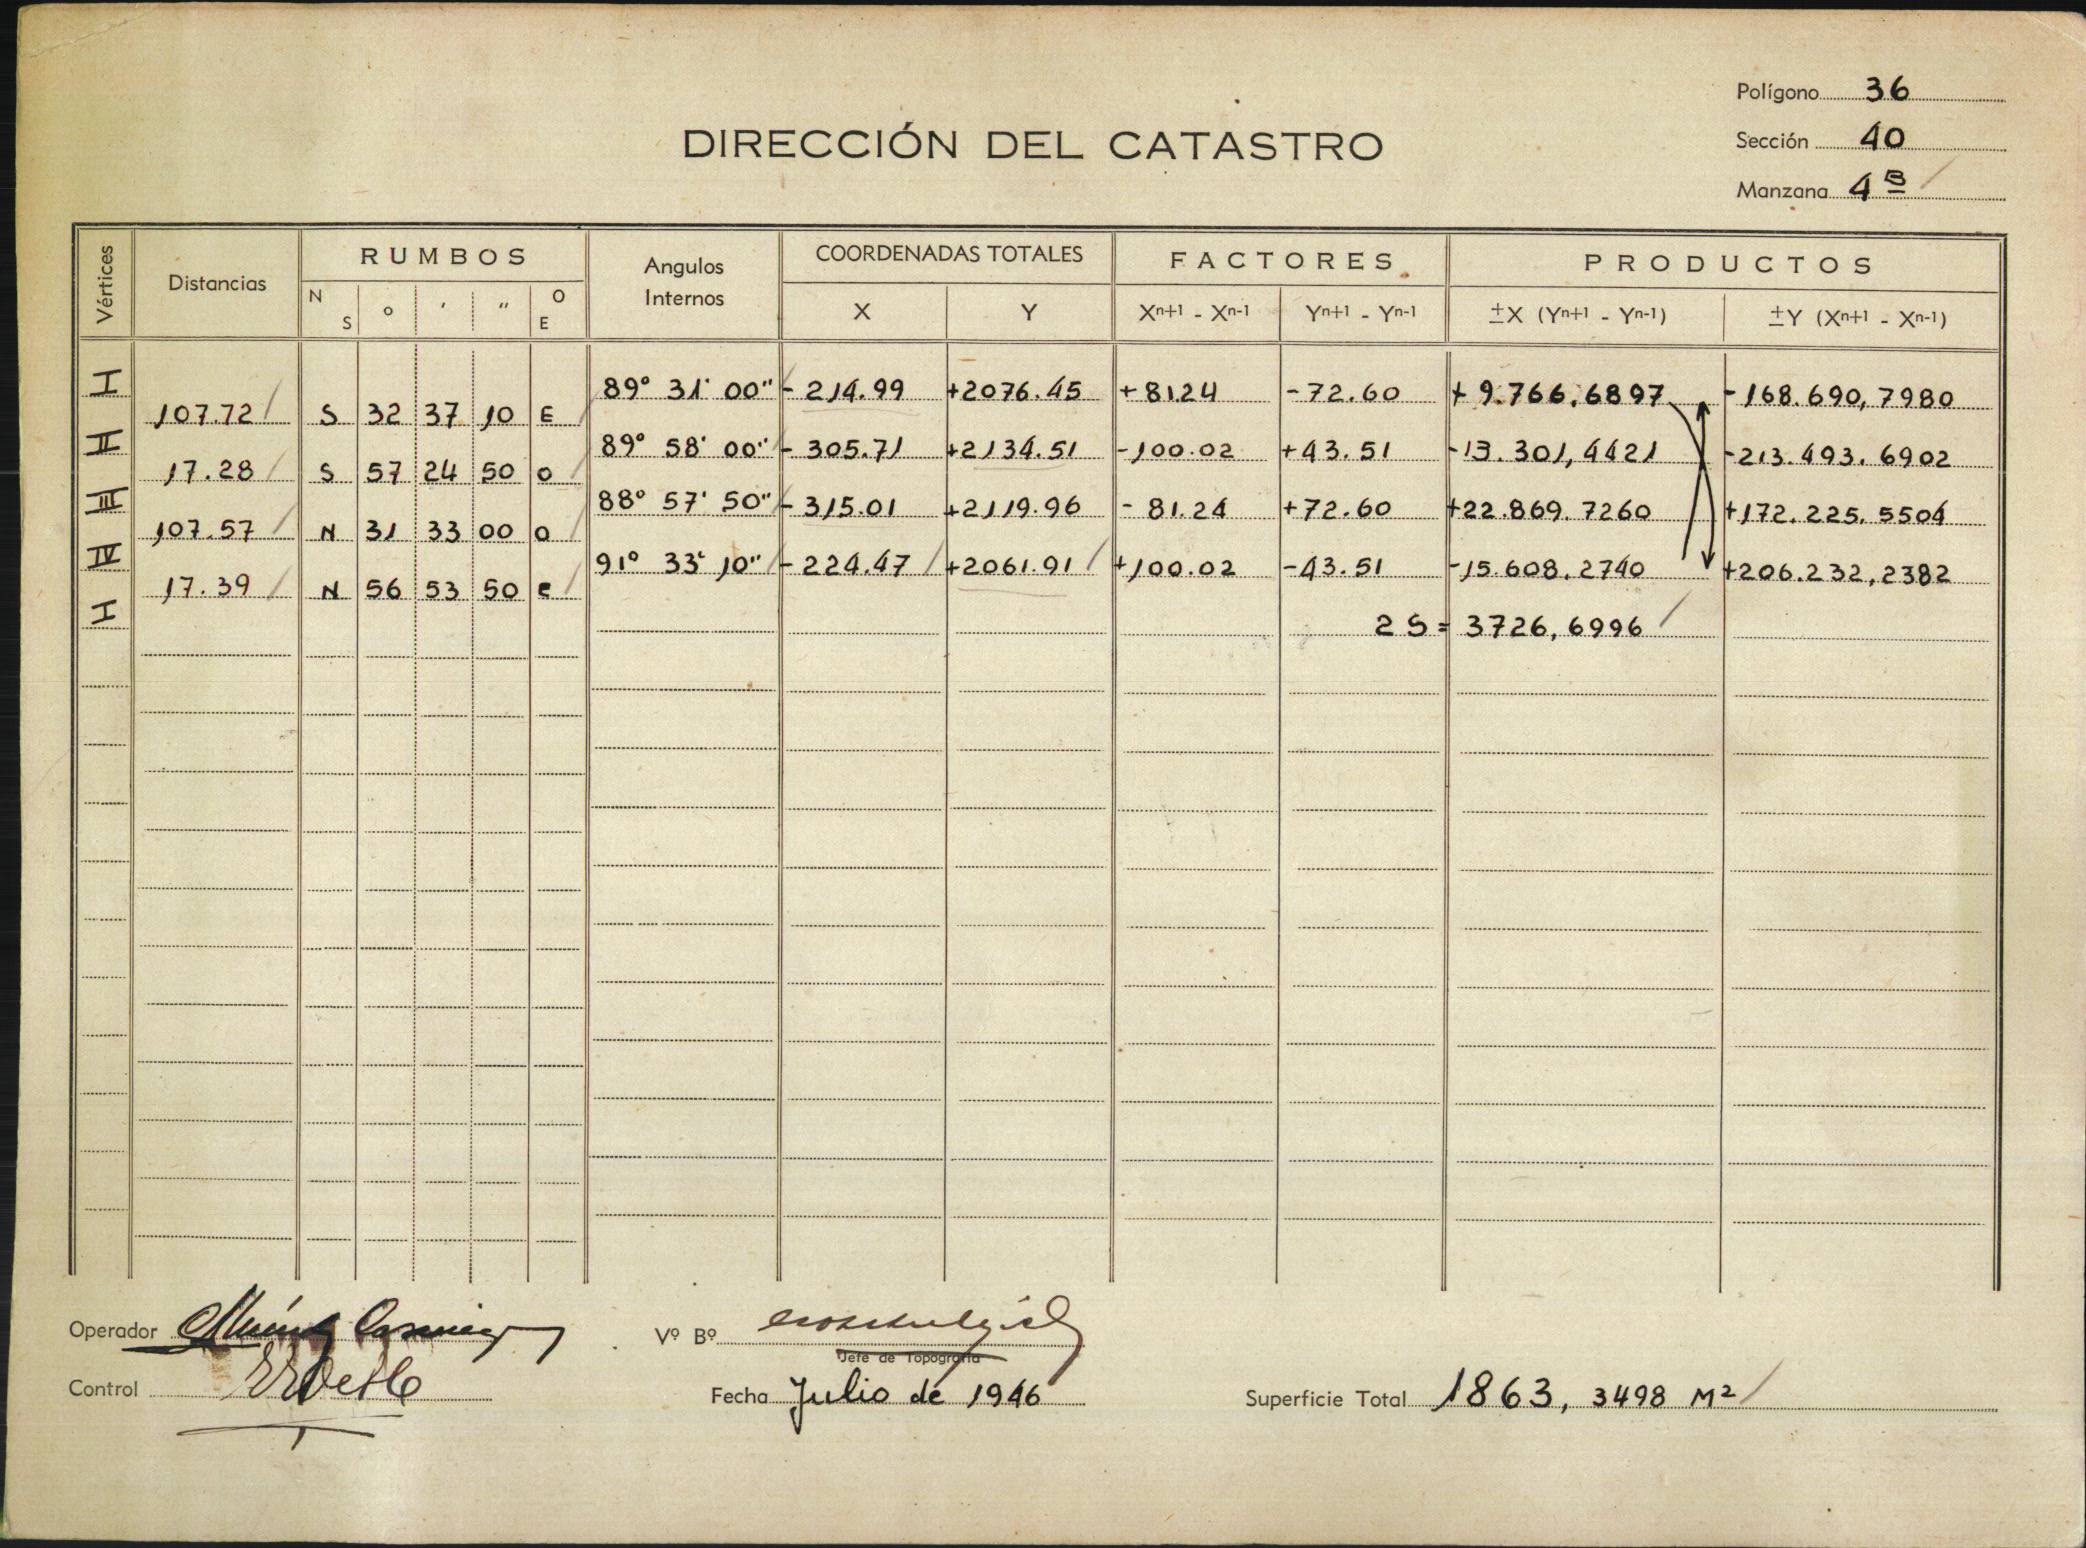 Polígono 36
DIRECCIÓN DEL CATASTRO
Sección 40
Manzana 4 B
Vértices Distancias RUMBOS Angulos Internos COORDENADAS TOTALES FACTORES PRODUCTOS
N S ° ' " O E X Y Xn+1 - Xn-1 Yn+1 - Yn-1 ±X (Yn+1 - Yn-1) ±Y (Xn+1 - Xn-1)
I 89° 31' 00" -214.99 +2076.45 +81.24 -72.60 +9.766,6897 -168.690,7980
107.72 S 32 37 10 E
II 89° 58' 00" -305.71 +2134.51 -100.02 +43.51 -13.301,4421 -213.493.6902
17.28 S 57 24 50 O
III 88° 57' 50" -315.01 +2119.96 -81.24 +72.60 +22.869.7260 +172.225.5504
107.57 N 31 33 00 O
IV 91° 33' 10" -224.47 +2061.91 +100.02 -43.51 -15.608.2740 +206.232,2382
17.39 N 56 53 50 E
I
2 S = 3726,6996
Operador
Vº Bº
Jefe de Topografía
Control
Fecha Julio de 1946
Superficie Total 1863, 3498 M2